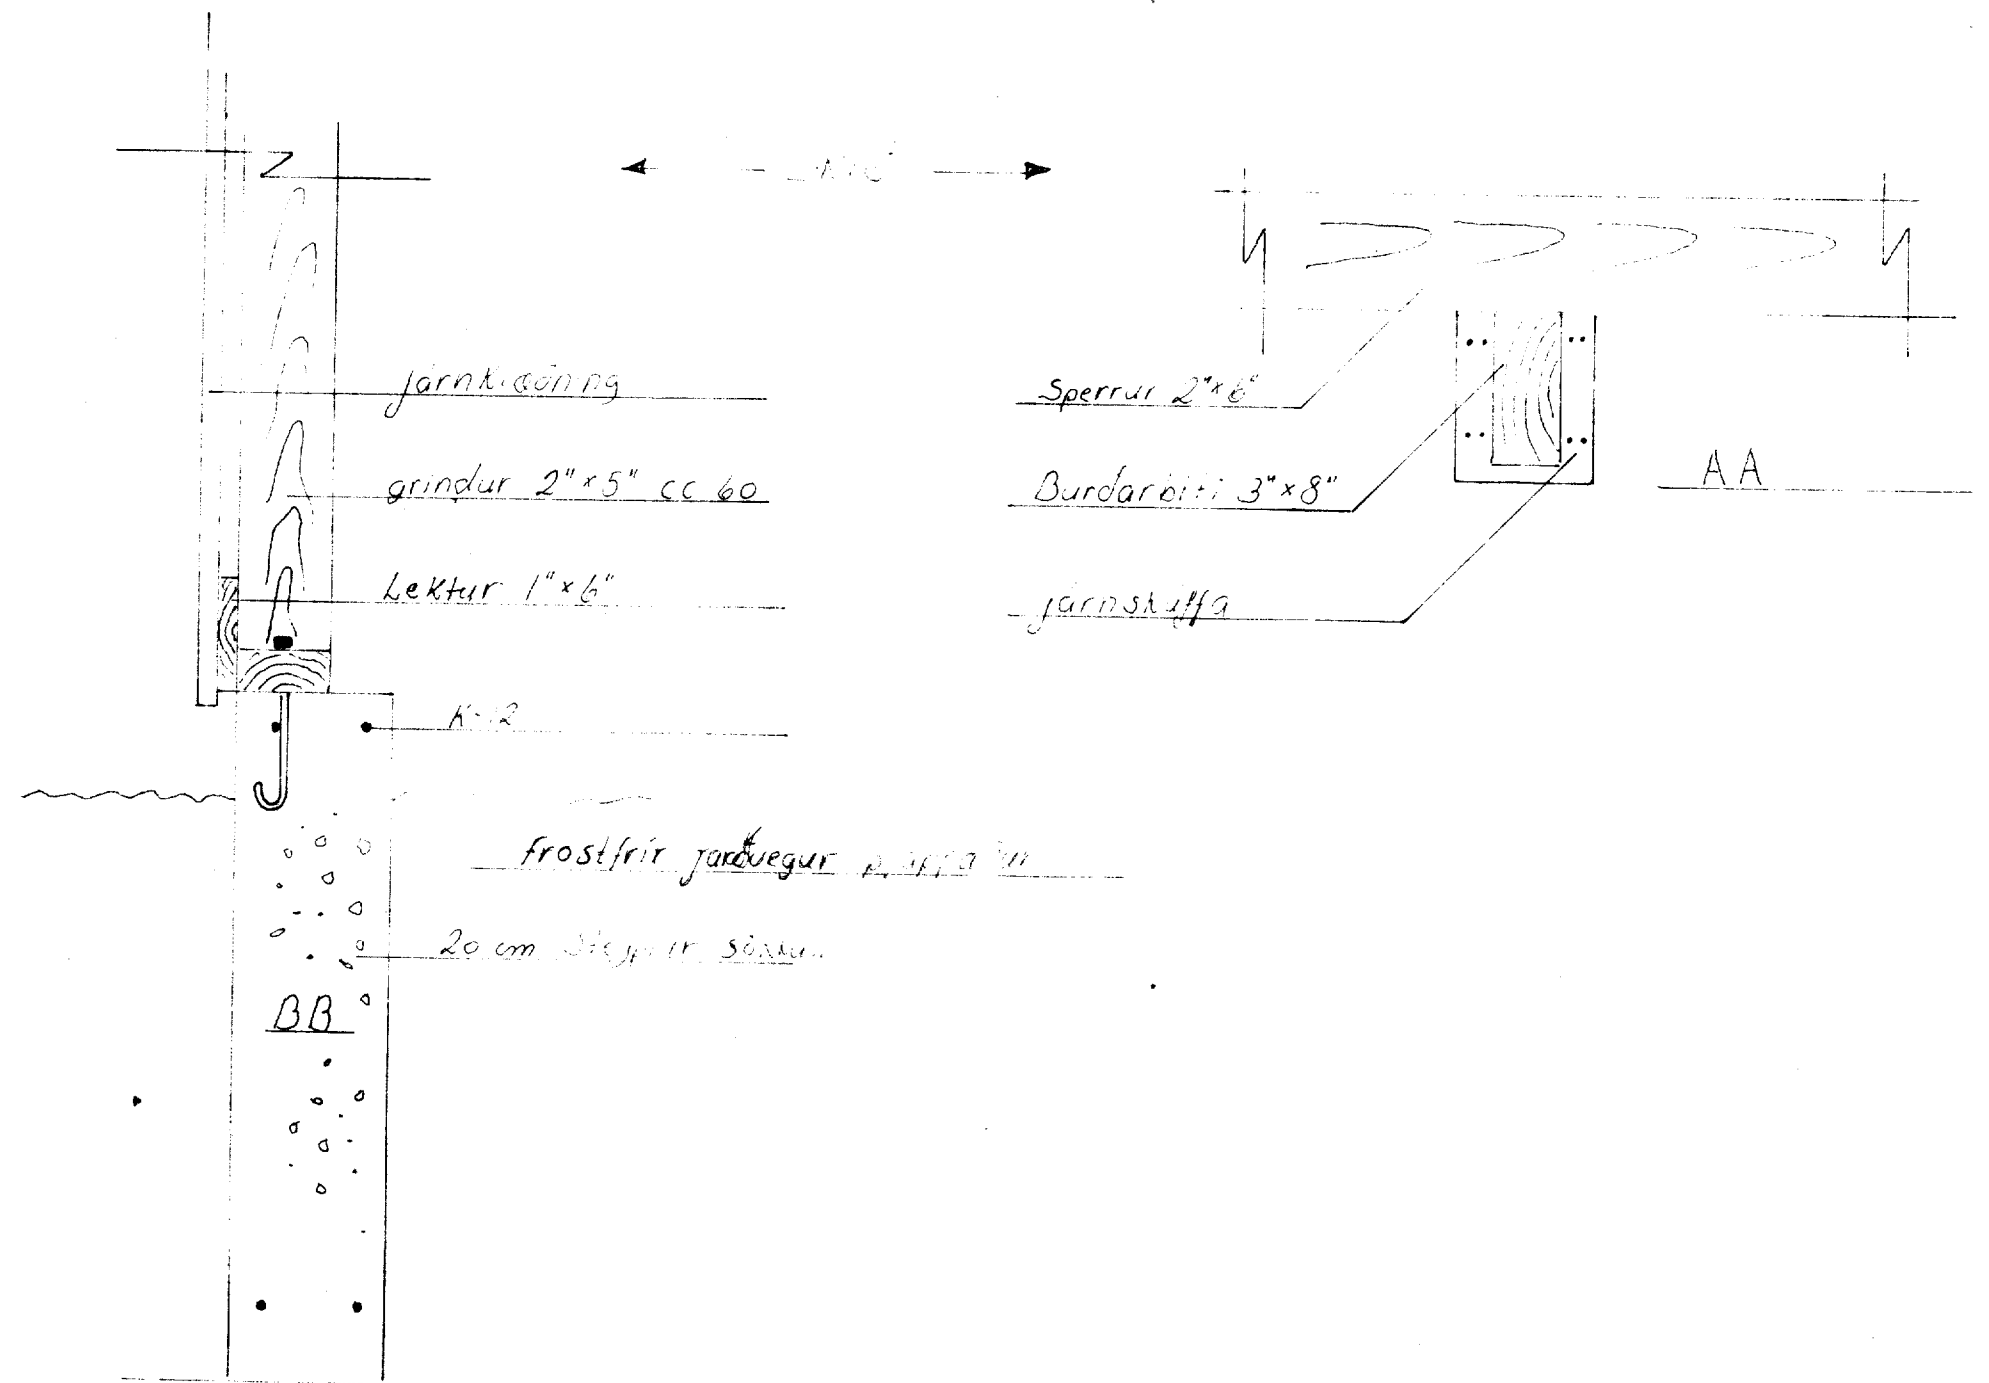 járnklæðning
grindur 2"x5" cc 60
Lektur 1"x6"
K-12
frostfrír jarðvegur
20 cm
BB
Sperrur 2"x6"
Burðarbiti 3"x8"
járnskúffa
AA